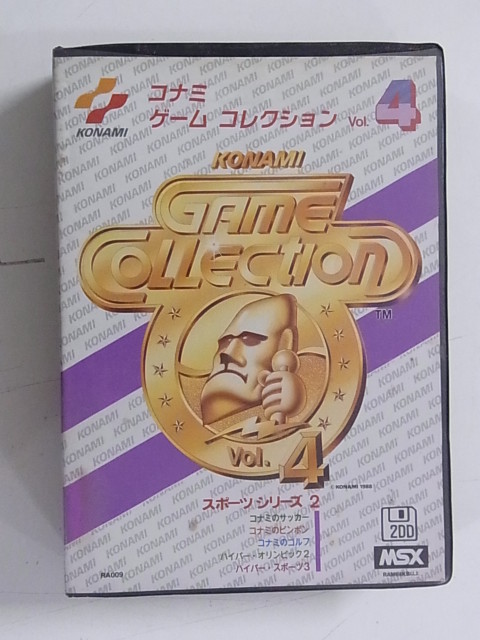 KONAMI
コナミ
ゲーム コレクション Vol. 4
KONAMI
GAME
COLLECTION
TM
Vol. 4
© KONAMI 1988
スポーツシリーズ 2
コナミのサッカー
コナミのピンポン
コナミのゴルフ
ハイパー・オリンピック2
ハイパー・スポーツ3
2DD
MSX
RA009